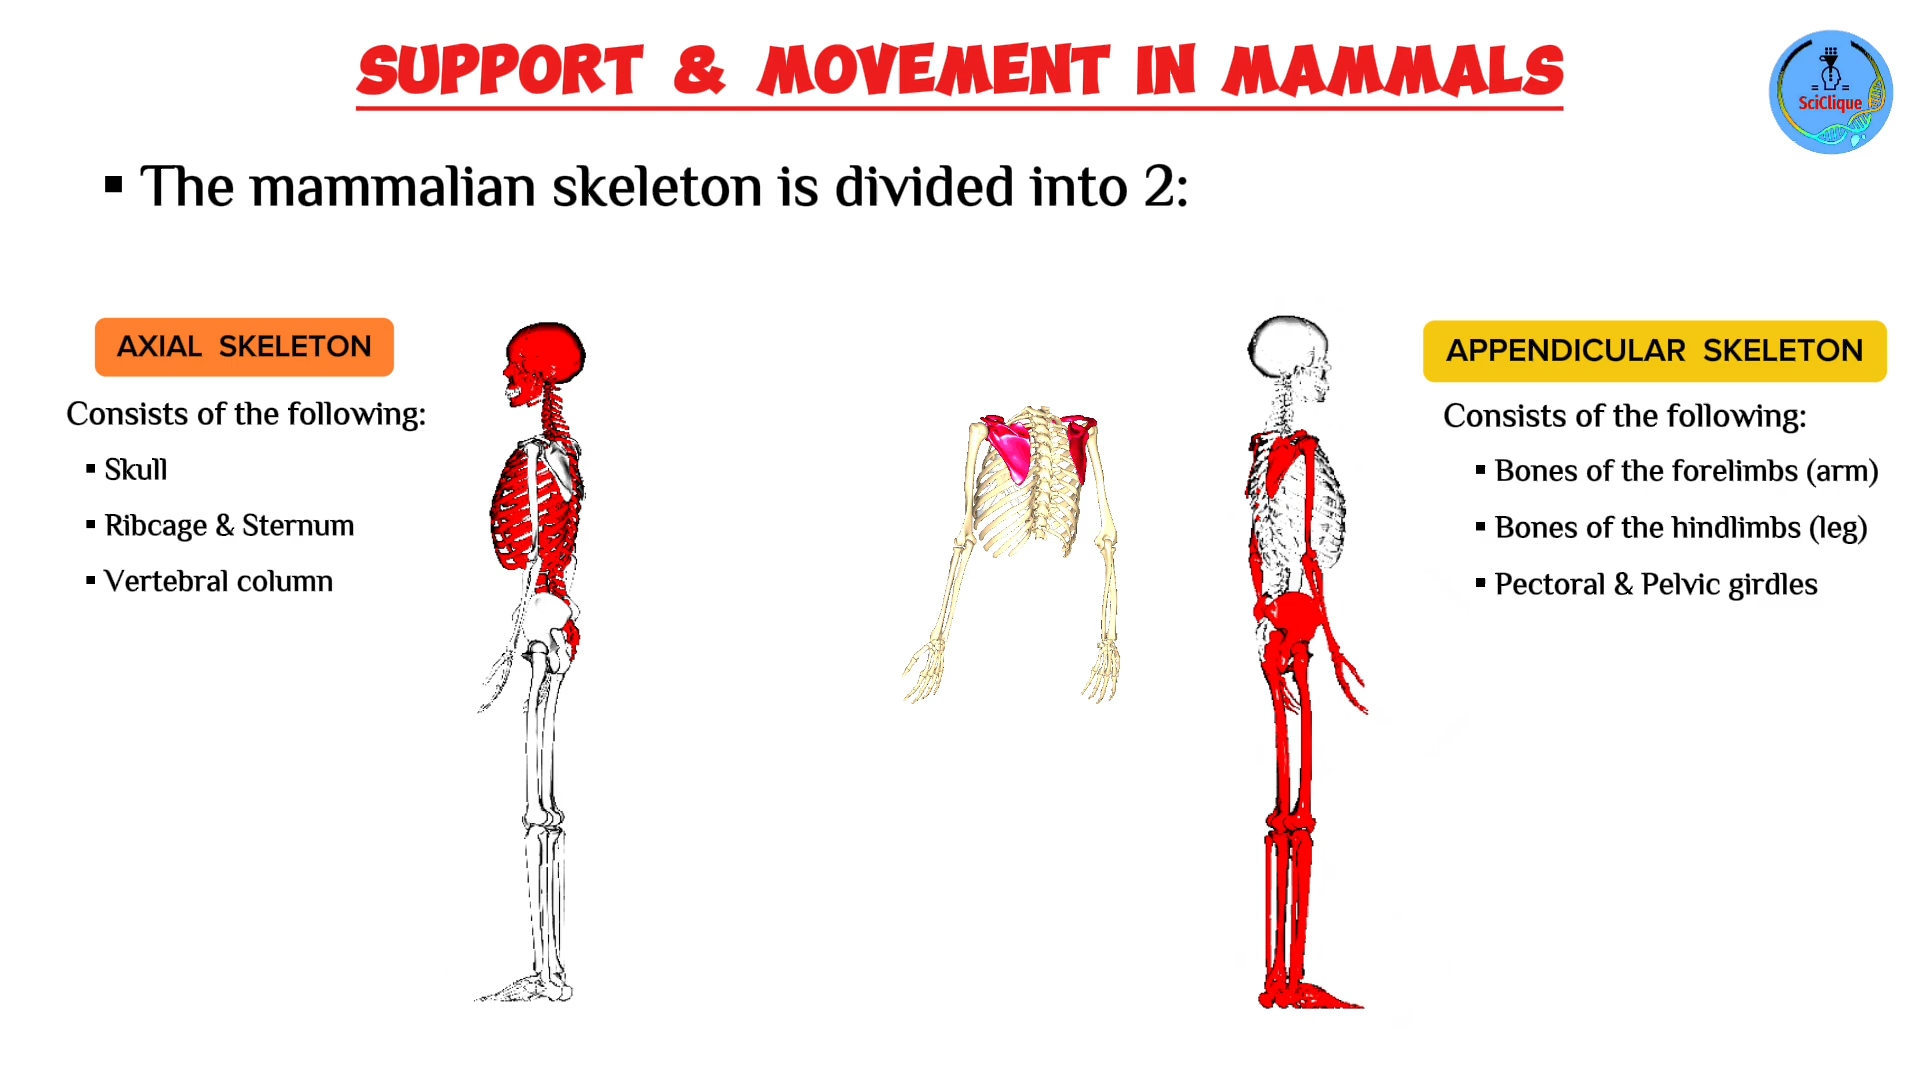 SUPPORT & MOVEMENT IN MAMMALS
SciClique
▪ The mammalian skeleton is divided into 2:
AXIAL SKELETON
Consists of the following:
▪ Skull
▪ Ribcage & Sternum
▪ Vertebral column
APPENDICULAR SKELETON
Consists of the following:
▪ Bones of the forelimbs (arm)
▪ Bones of the hindlimbs (leg)
▪ Pectoral & Pelvic girdles